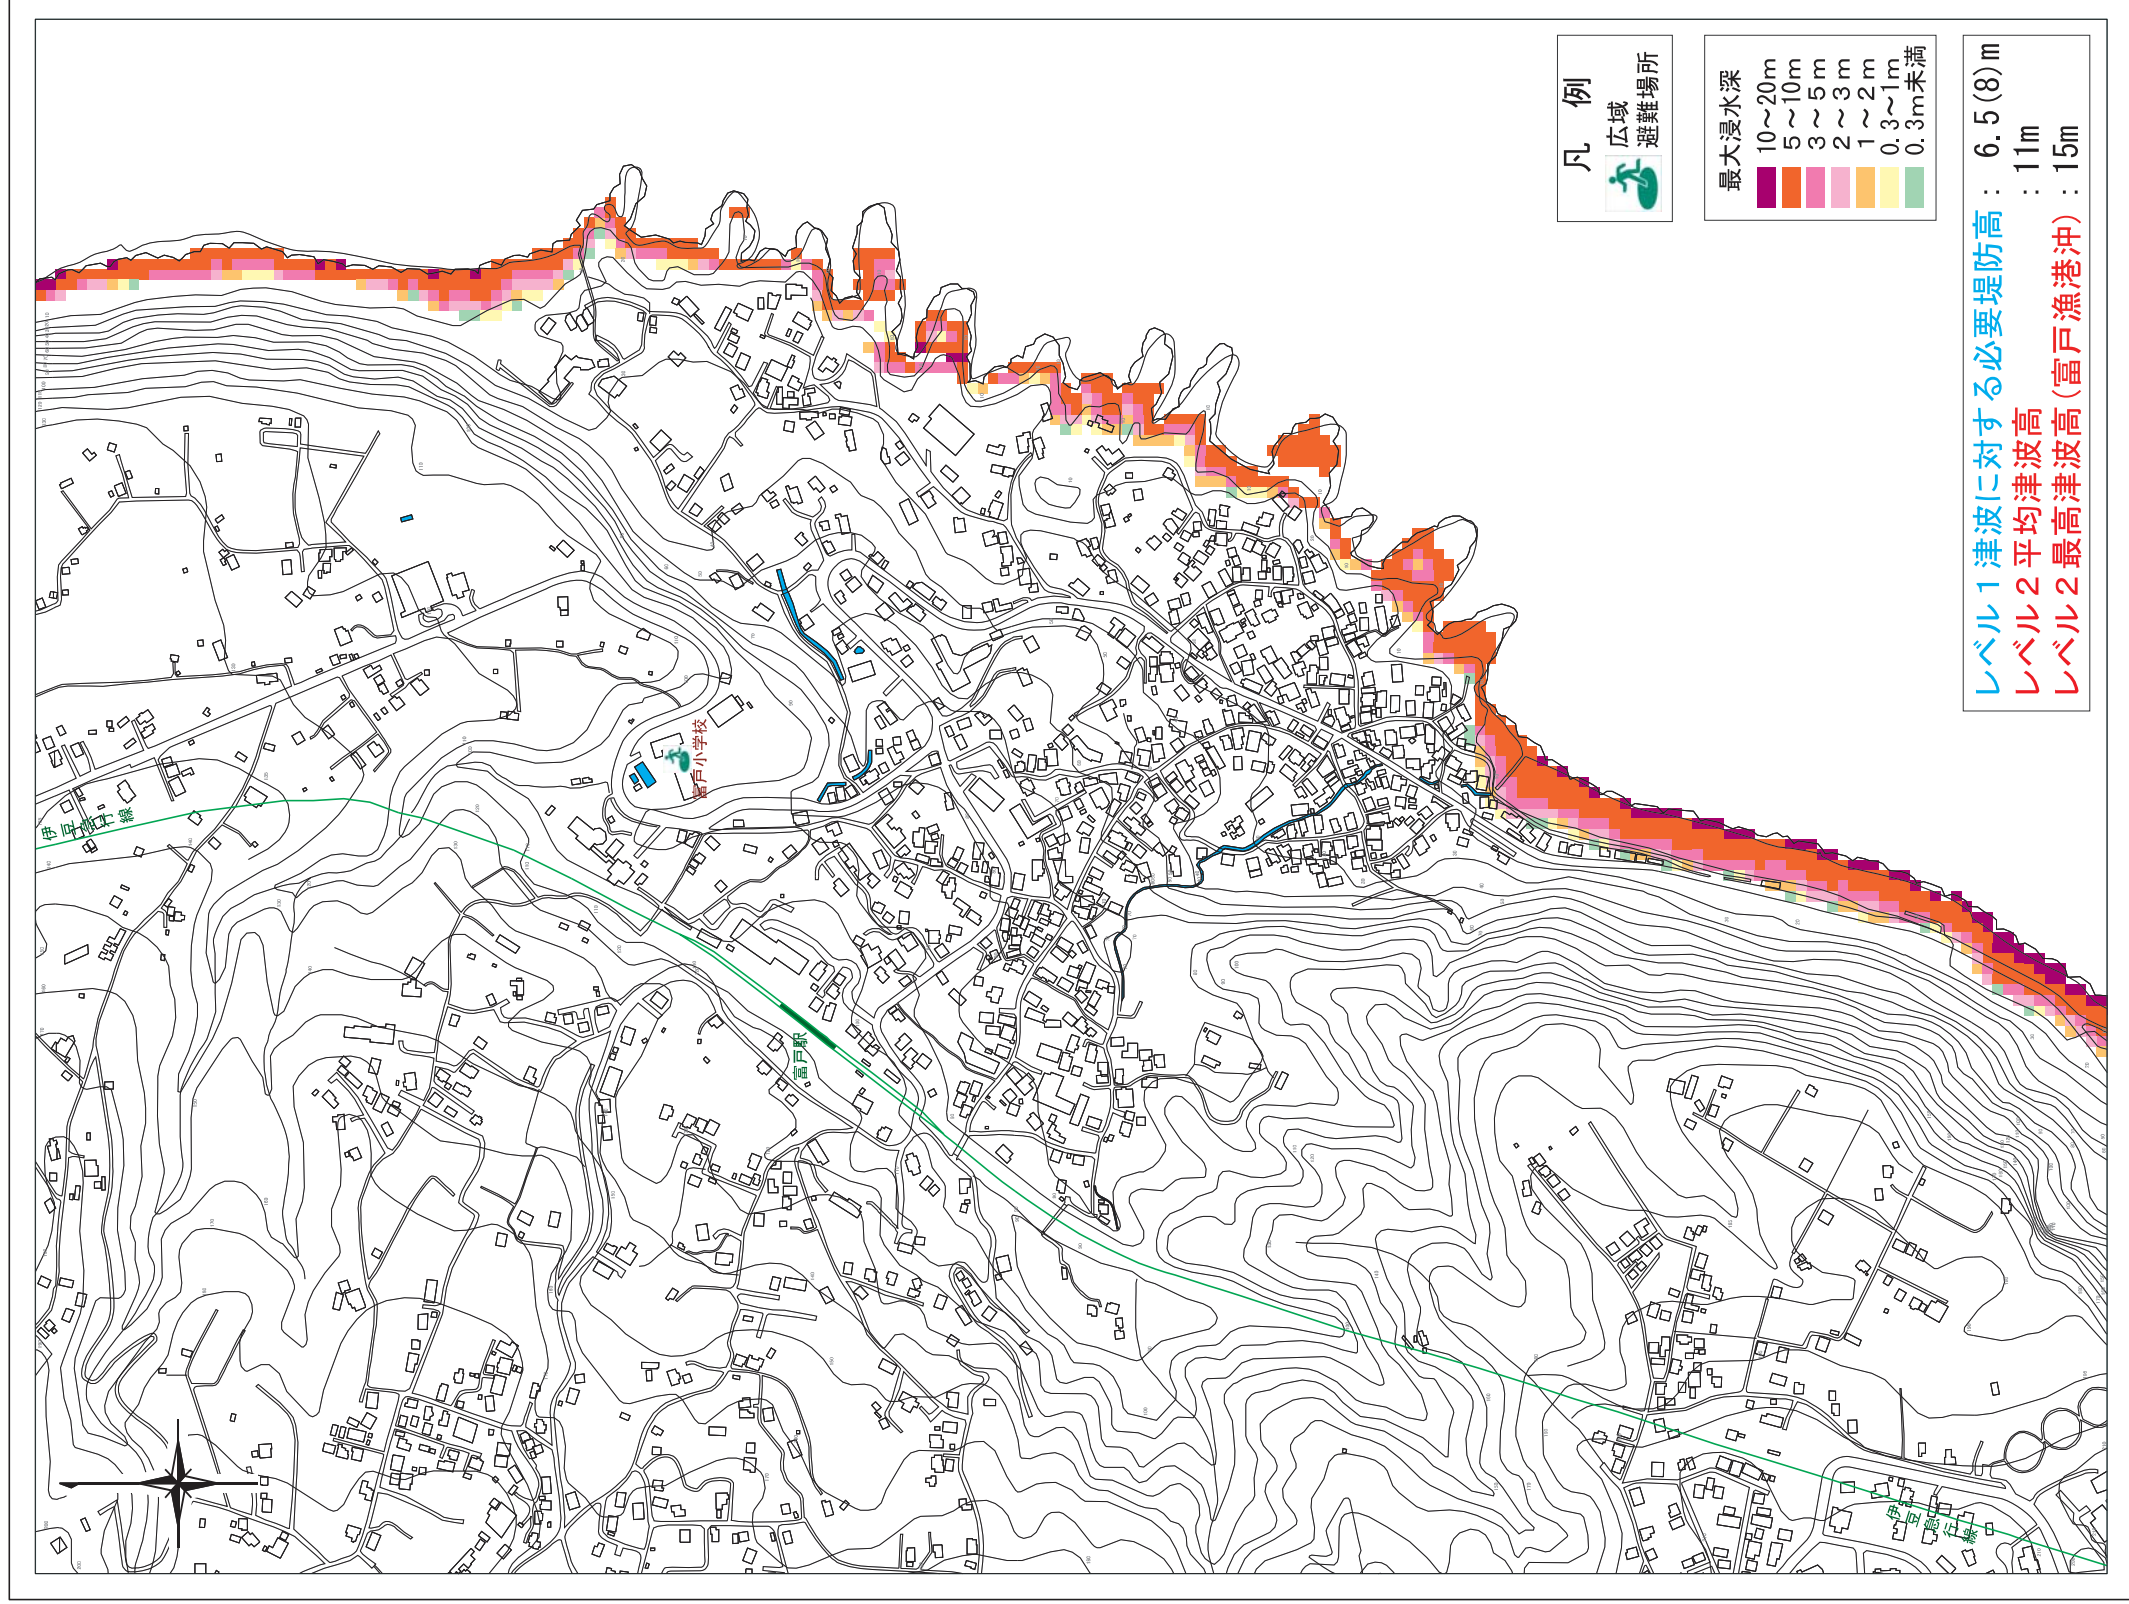 凡 例
広域
避難場所
最大浸水深
10～20m
5～10m
3～5m
2～3m
1～2m
0.3～1m
0.3m未満
レベル1津波に対する必要堤防高 : 6.5(8)m
レベル2平均津波高 : 11m
レベル2最高津波高(富戸漁港沖) : 15m
伊豆急行線
富戸小学校
富戸駅
伊豆急行線